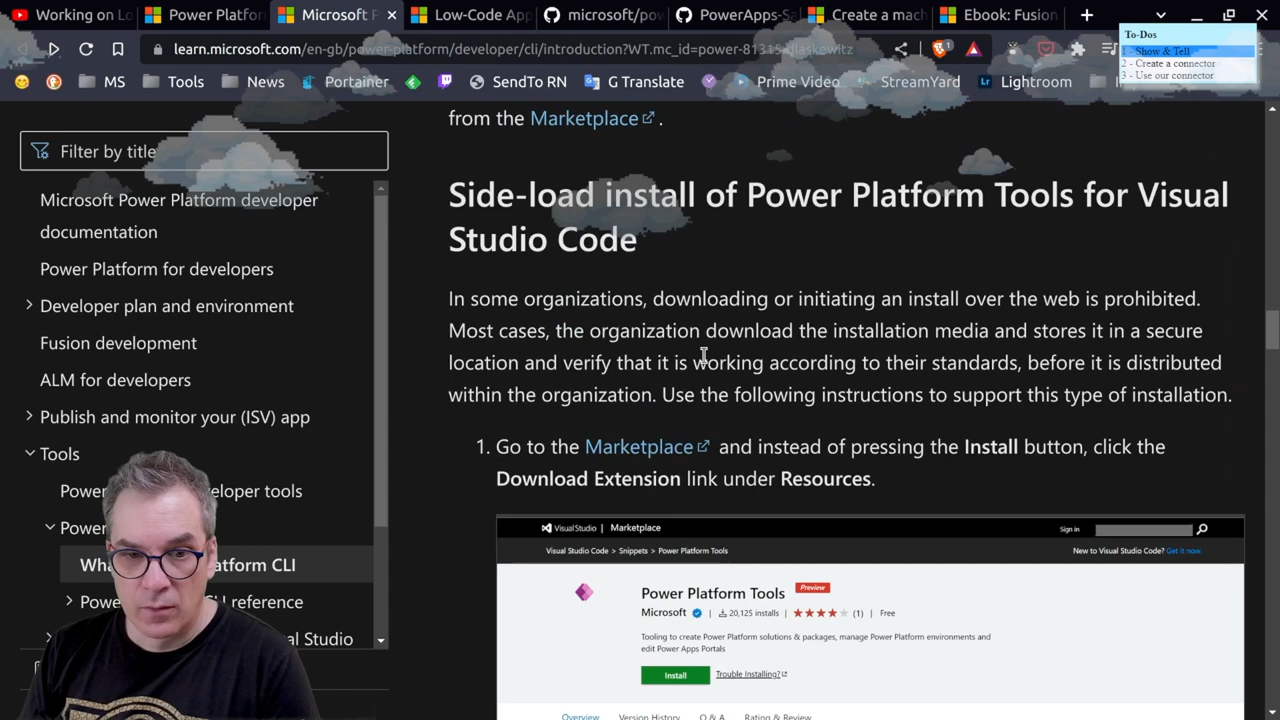 Working on Lo
Power Platforr
Microsoft P
Low-Code App
microsoft/pow
PowerApps-Sa
Create a mach
Ebook: Fusion
learn.microsoft.com/en-gb/power-platform/developer/cli/introduction?WT.mc_id=power-81315-dlaskewitz
1
To-Dos
1 - Show & Tell
2 - Create a connector
3 - Use our connector
MS
Tools
News
Portainer
SendTo RN
G Translate
Prime Video
StreamYard
Lr Lightroom
from the Marketplace .
Filter by title
Microsoft Power Platform developer
documentation
Power Platform for developers
Developer plan and environment
Fusion development
ALM for developers
Publish and monitor your (ISV) app
Tools
Power eloper tools
Power
Wha atform CLI
Powe I reference
al Studio
Side-load install of Power Platform Tools for Visual
Studio Code
In some organizations, downloading or initiating an install over the web is prohibited.
Most cases, the organization download the installation media and stores it in a secure
location and verify that it is working according to their standards, before it is distributed
within the organization. Use the following instructions to support this type of installation.
1. Go to the Marketplace and instead of pressing the Install button, click the
Download Extension link under Resources.
Visual Studio | Marketplace
Sign in
Visual Studio Code > Snippets > Power Platform Tools
New to Visual Studio Code? Get it now.
Power Platform Tools Preview
Microsoft | 20,125 installs | (1) | Free
Tooling to create Power Platform solutions & packages, manage Power Platform environments and
edit Power Apps Portals
Install Trouble Installing?
Overview Version History Q & A Rating & Review